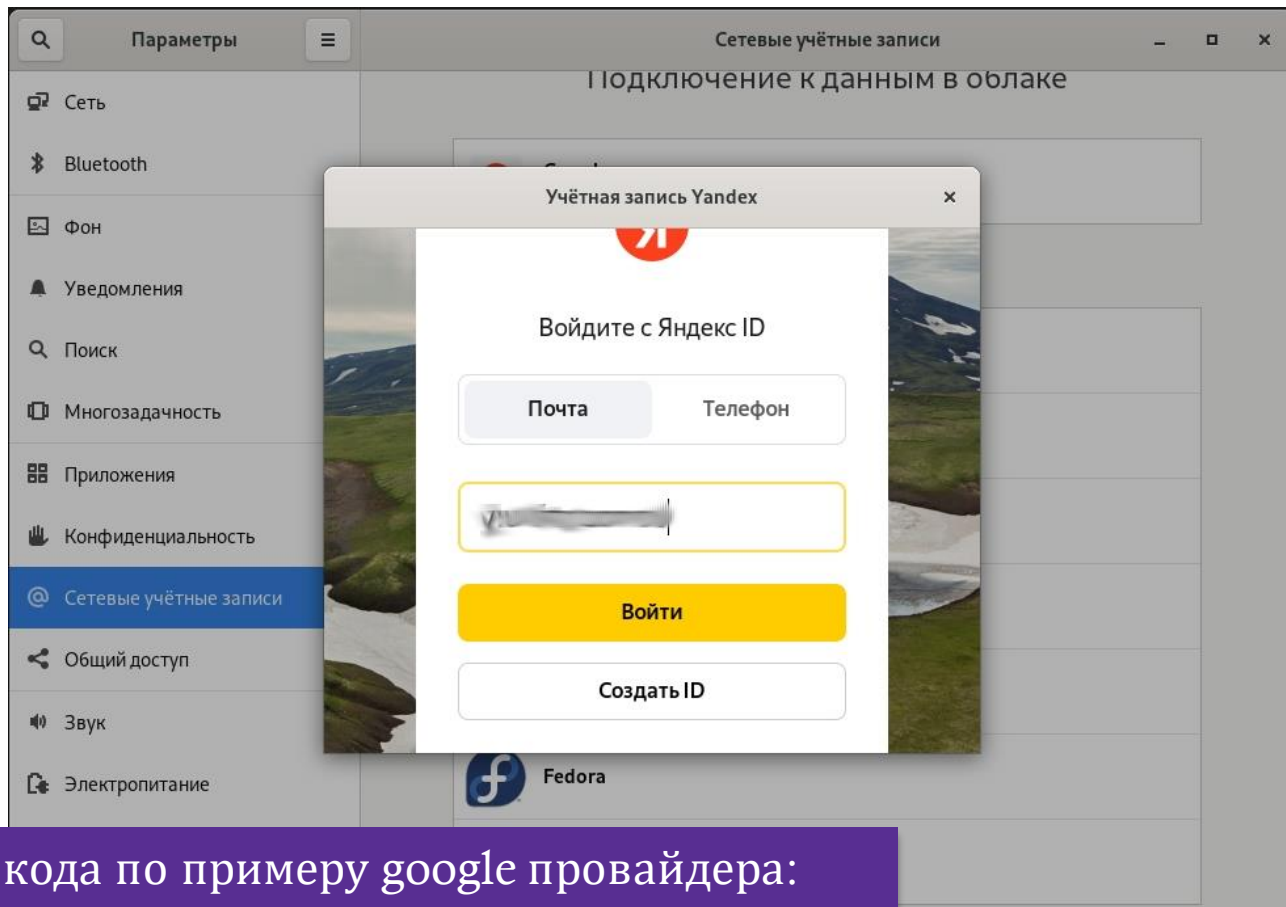 Параметры
Сетевые учётные записи
Подключение к данным в облаке
Сеть
Bluetooth
Фон
Уведомления
Поиск
Многозадачность
Приложения
Конфиденциальность
Сетевые учётные записи
Общий доступ
Звук
Электропитание
Учётная запись Yandex
Я
Войдите с Яндекс ID
Почта Телефон
Войти
Создать ID
Fedora
кода по примеру google провайдера: